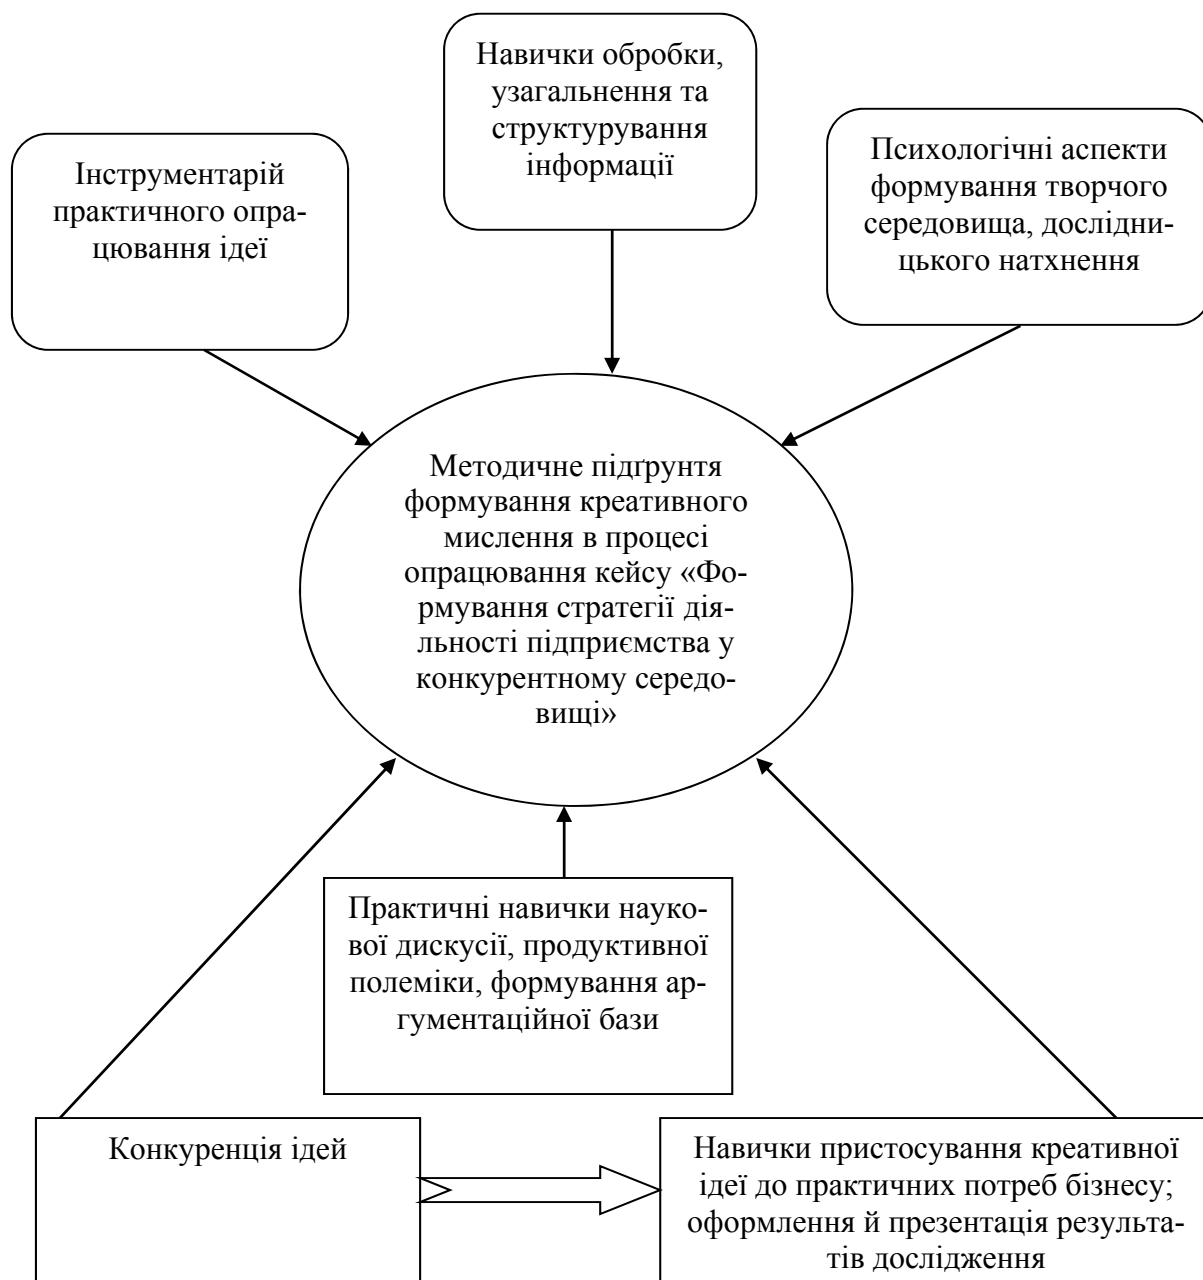 Навички обробки,
узагальнення та
структурування
інформації
Інструментарій
практичного опра-
цювання ідеї
Психологічні аспекти
формування творчого
середовища, дослідни-
цького натхнення
Методичне підґрунтя
формування креативного
мислення в процесі
опрацювання кейсу «Фо-
рмування стратегії дія-
льності підприємства у
конкурентному середо-
вищі»
Практичні навички науко-
вої дискусії, продуктивної
полеміки, формування ар-
гументаційної бази
Конкуренція ідей
Навички пристосування креативної
ідеї до практичних потреб бізнесу;
оформлення й презентація результа-
тів дослідження